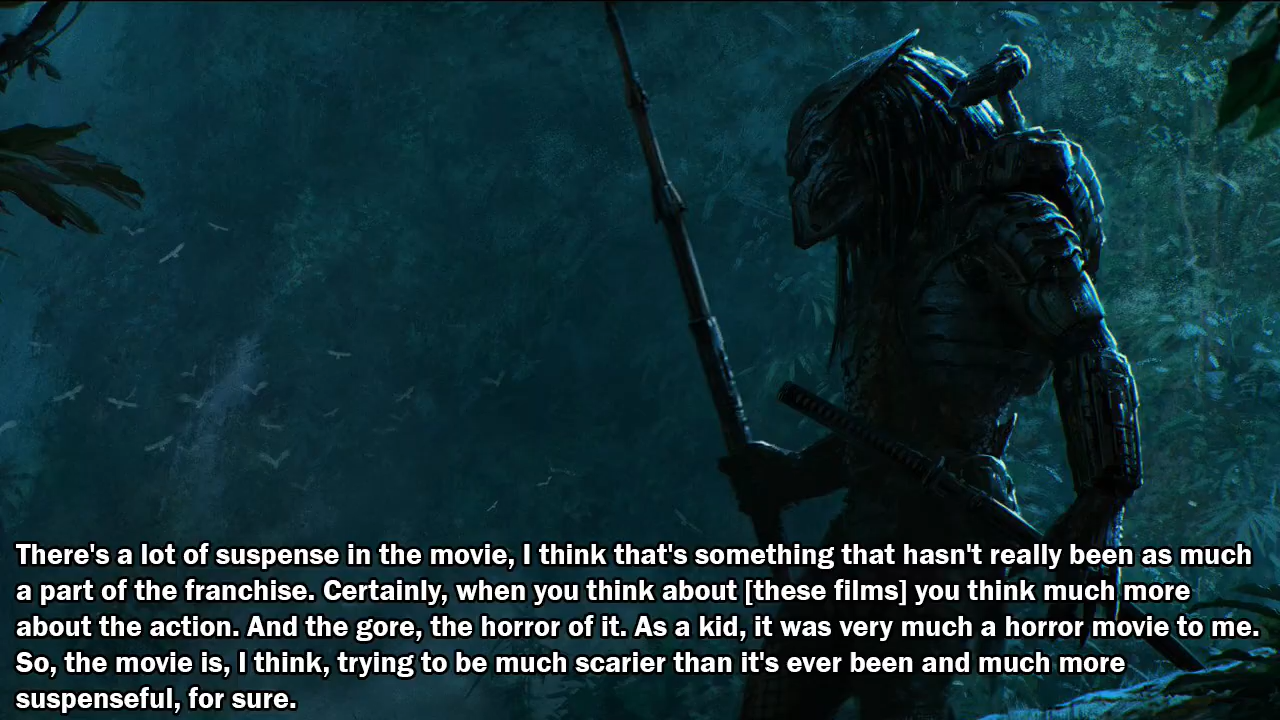 There's a lot of suspense in the movie, I think that's something that hasn't really been as much
a part of the franchise. Certainly, when you think about [these films] you think much more
about the action. And the gore, the horror of it. As a kid, it was very much a horror movie to me.
So, the movie is, I think, trying to be much scarier than it's ever been and much more
suspenseful, for sure.